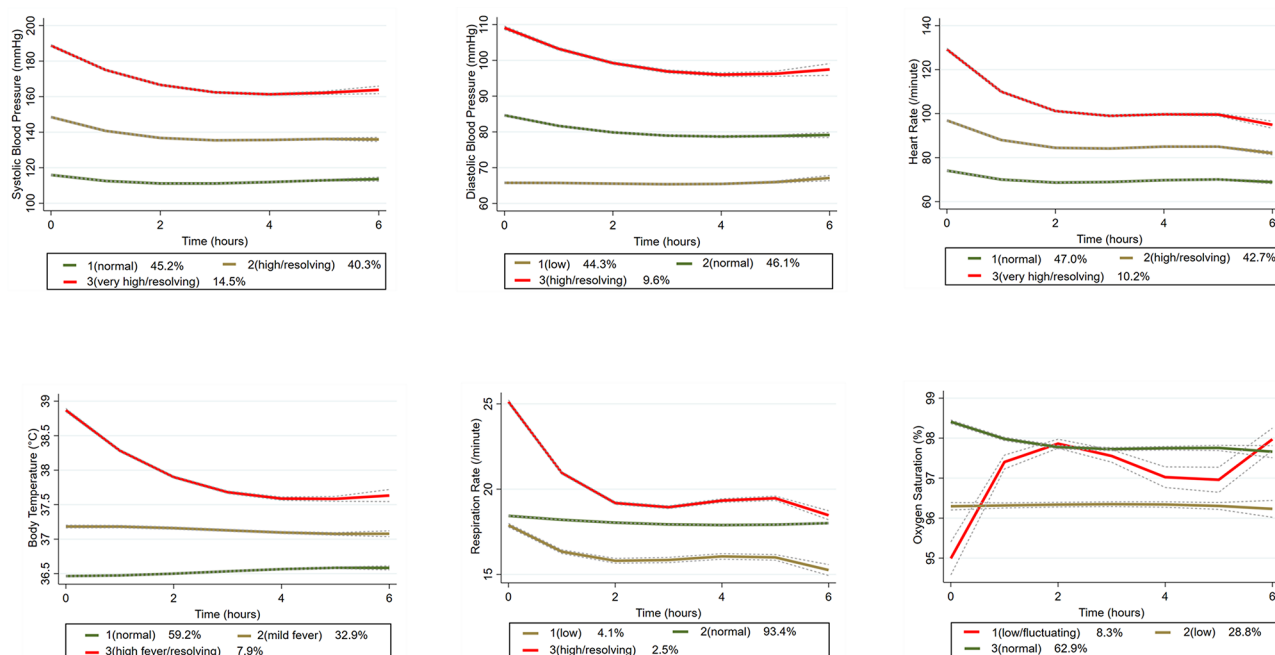 Systolic Blood Pressure (mmHg)
200
180
160
140
120
100
0 2 4 6
Time (hours)
1(normal) 45.2% 2(high/resolving) 40.3%
3(very high/resolving) 14.5%
Diastolic Blood Pressure (mmHg)
110
100
90
80
70
60
0 2 4 6
Time (hours)
1(low) 44.3% 2(normal) 46.1%
3(high/resolving) 9.6%
Heart Rate (/minute)
140
120
100
80
60
0 2 4 6
Time (hours)
1(normal) 47.0% 2(high/resolving) 42.7%
3(very high/resolving) 10.2%
Body Temperature (°C)
39
38.5
38
37.5
37
36.5
0 2 4 6
Time (hours)
1(normal) 59.2% 2(mild fever) 32.9%
3(high fever/resolving) 7.9%
Respiration Rate (/minute)
25
20
15
0 2 4 6
Time (hours)
1(low) 4.1% 2(normal) 93.4%
3(high/resolving) 2.5%
Oxygen Saturation (%)
99
98
97
96
95
0 2 4 6
Time (hours)
1(low/fluctuating) 8.3% 2(low) 28.8%
3(normal) 62.9%